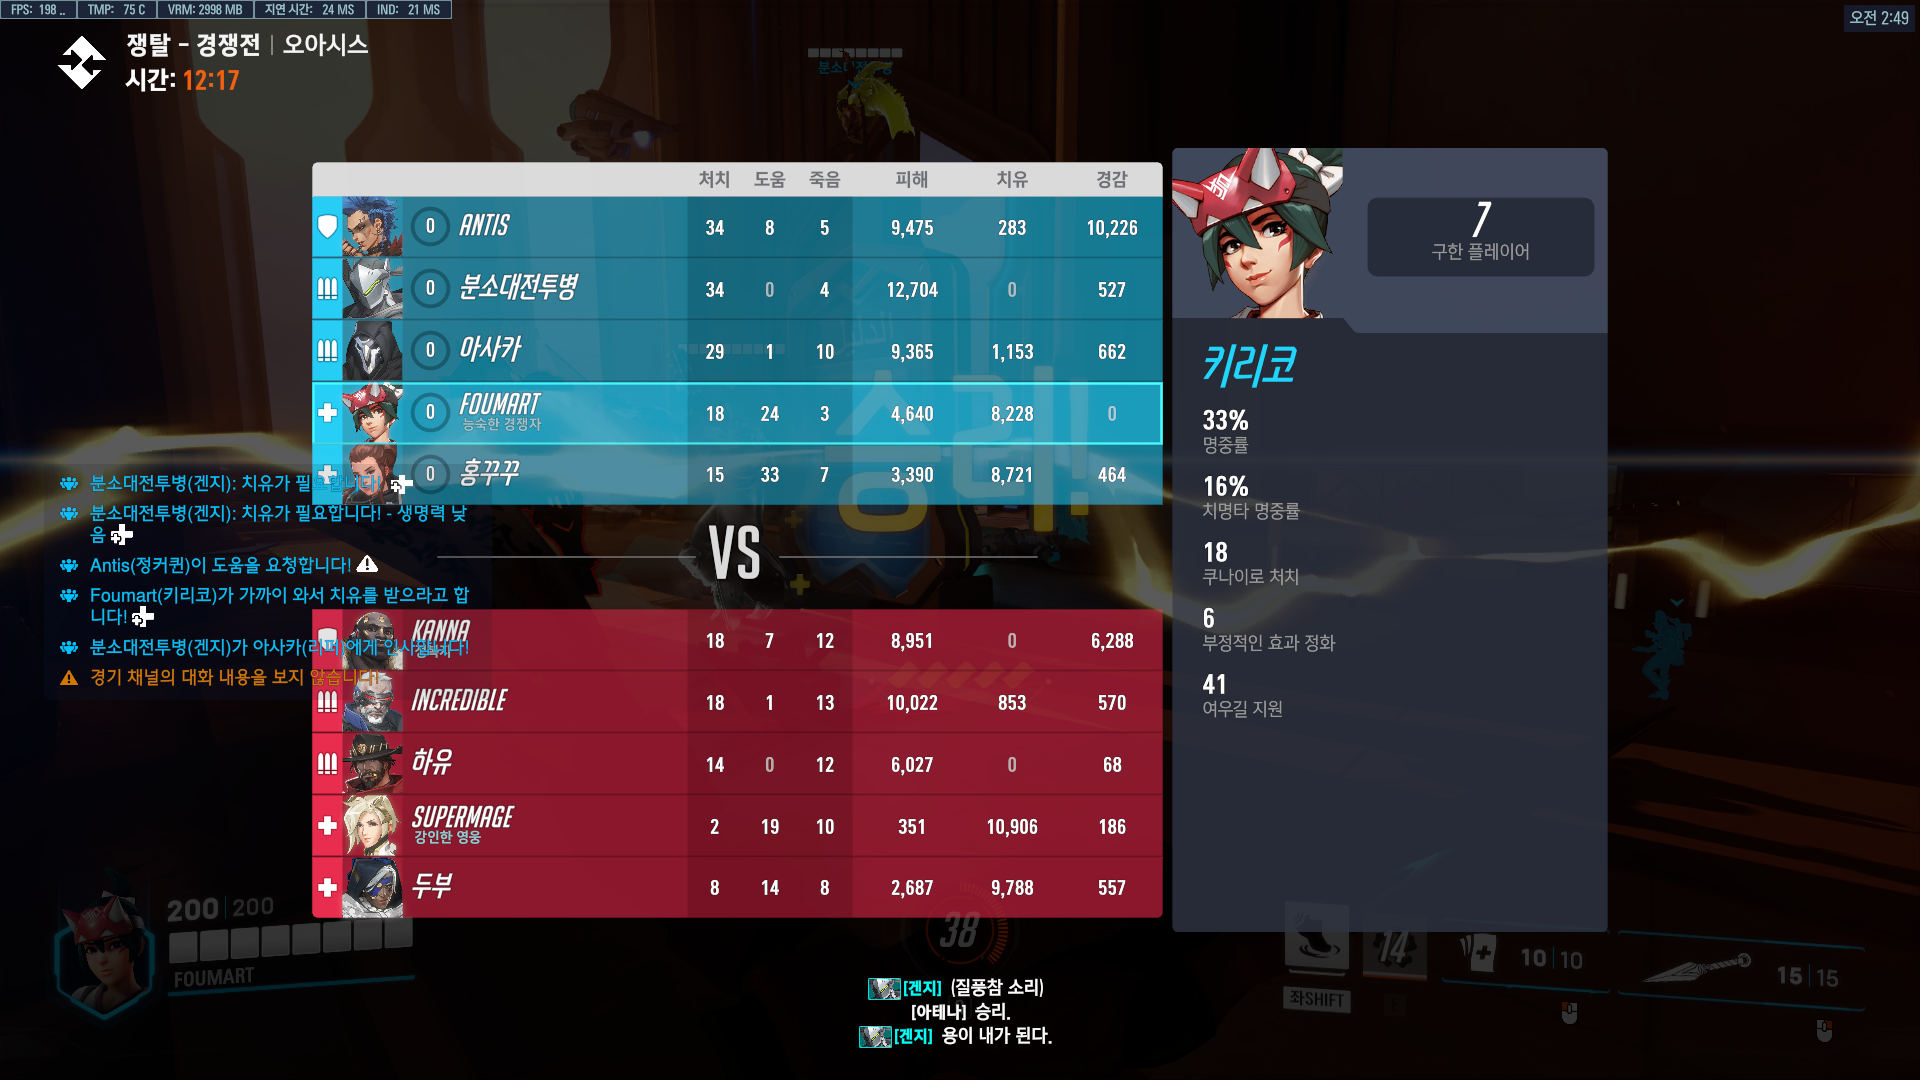 FPS: 198 .. TMP: 75 C VRM: 2998 MB 지연 시간: 24 MS IND: 21 MS
오전 2:49
쟁탈 - 경쟁전 | 오아시스
시간: 12:17
처치 도움 죽음 피해 치유 경감
0 ANTIS 34 8 5 9,475 283 10,226
0 분소대전투병 34 0 4 12,704 0 527
0 아사카 29 1 10 9,365 1,153 662
0 FOUMART 18 24 3 4,640 8,228 0
능숙한 경쟁자
0 홍꾸꾸 15 33 7 3,390 8,721 464
승리!
VS
KANNA 18 7 12 8,951 0 6,288
INCREDIBLE 18 1 13 10,022 853 570
하유 14 0 12 6,027 0 68
SUPERMAGE 2 19 10 351 10,906 186
강인한 영웅
두부 8 14 8 2,687 9,788 557
7
구한 플레이어
키리코
33%
명중률
16%
치명타 명중률
18
쿠나이로 처치
6
부정적인 효과 정화
41
여우길 지원
분소대전투병(겐지): 치유가 필요합니다!
분소대전투병(겐지): 치유가 필요합니다! - 생명력 낮
음
Antis(정커퀸)이 도움을 요청합니다!
Foumart(키리코)가 가까이 와서 치유를 받으라고 합
니다!
분소대전투병(겐지)가 아사카(리퍼)에게 인사합니다!
경기 채널의 대화 내용을 보지 않습니다!
200 | 200
FOUMART
38
[겐지] (질풍참 소리)
[아테나] 승리.
[겐지] 용이 내가 된다.
좌SHIFT
14
E
10 | 10
15 | 15